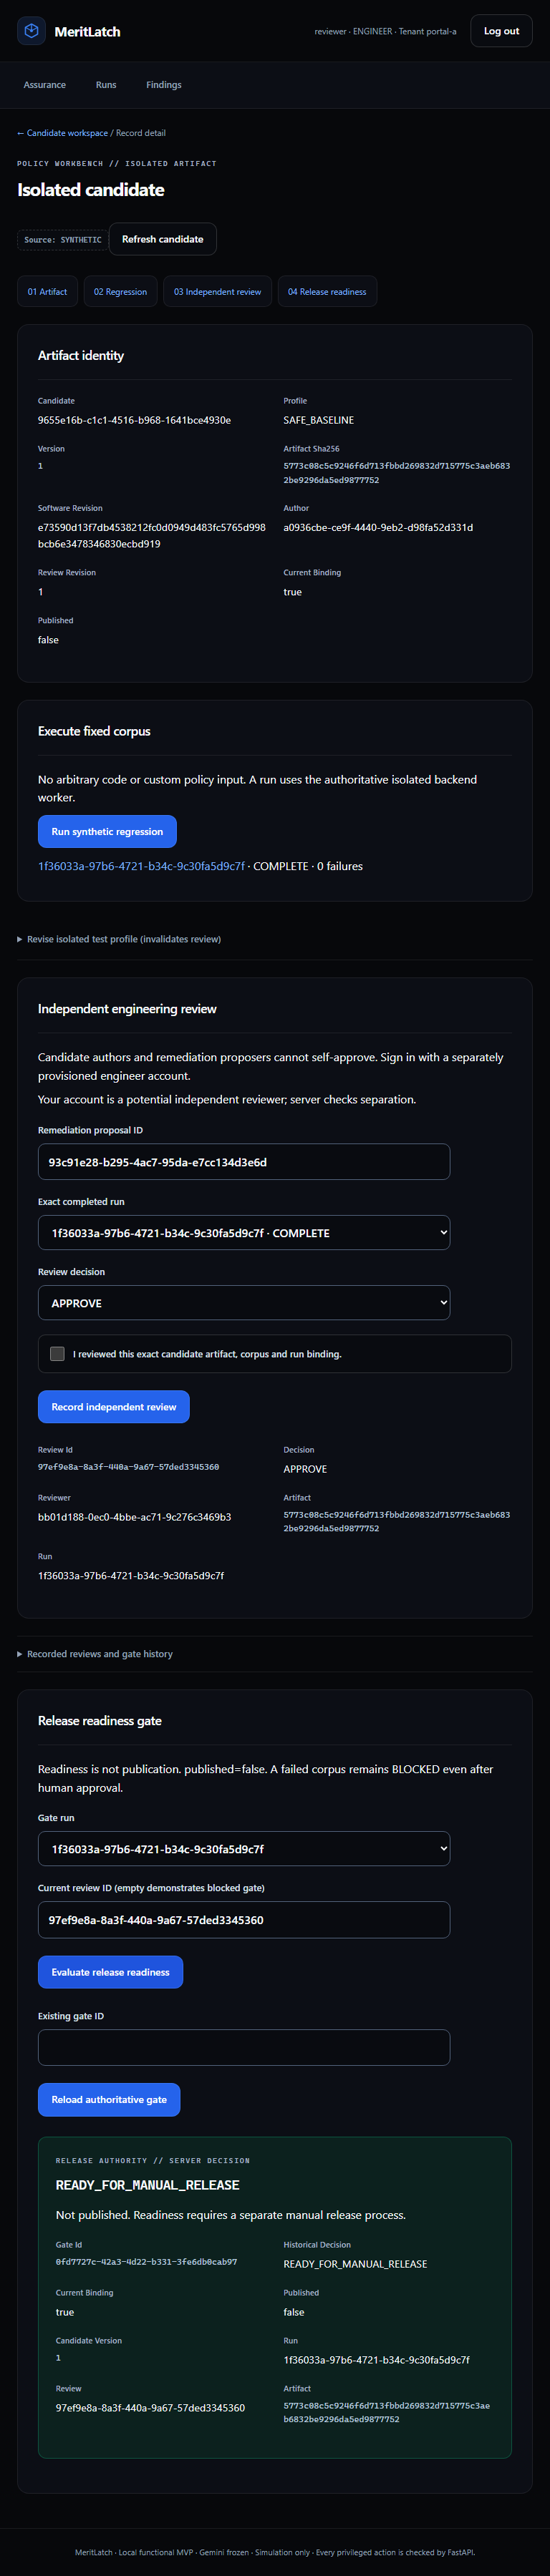 MeritLatch
reviewer · ENGINEER · Tenant portal-a
Log out
Assurance
Runs
Findings
← Candidate workspace / Record detail
POLICY WORKBENCH // ISOLATED ARTIFACT
Isolated candidate
Source: SYNTHETIC
Refresh candidate
01 Artifact
02 Regression
03 Independent review
04 Release readiness
Artifact identity
Candidate
9655e16b-c1c1-4516-b968-1641bce4930e
Profile
SAFE_BASELINE
Version
1
Artifact Sha256
5773c08c5c9246f6d713fbbd269832d715775c3aeb683
2be9296da5ed9877752
Software Revision
e73590d13f7db4538212fc0d0949d483fc5765d998
bcb6e3478346830ecbd919
Author
a0936cbe-ce9f-4440-9eb2-d98fa52d331d
Review Revision
1
Current Binding
true
Published
false
Execute fixed corpus
No arbitrary code or custom policy input. A run uses the authoritative isolated backend
worker.
Run synthetic regression
1f36033a-97b6-4721-b34c-9c30fa5d9c7f · COMPLETE · 0 failures
▶ Revise isolated test profile (invalidates review)
Independent engineering review
Candidate authors and remediation proposers cannot self-approve. Sign in with a separately
provisioned engineer account.
Your account is a potential independent reviewer; server checks separation.
Remediation proposal ID
93c91e28-b295-4ac7-95da-e7cc134d3e6d
Exact completed run
1f36033a-97b6-4721-b34c-9c30fa5d9c7f · COMPLETE
Review decision
APPROVE
I reviewed this exact candidate artifact, corpus and run binding.
Record independent review
Review Id
97ef9e8a-8a3f-440a-9a67-57ded3345360
Decision
APPROVE
Reviewer
bb01d188-0ec0-4bbe-ac71-9c276c3469b3
Artifact
5773c08c5c9246f6d713fbbd269832d715775c3aeb683
2be9296da5ed9877752
Run
1f36033a-97b6-4721-b34c-9c30fa5d9c7f
▶ Recorded reviews and gate history
Release readiness gate
Readiness is not publication. published=false. A failed corpus remains BLOCKED even after
human approval.
Gate run
1f36033a-97b6-4721-b34c-9c30fa5d9c7f
Current review ID (empty demonstrates blocked gate)
97ef9e8a-8a3f-440a-9a67-57ded3345360
Evaluate release readiness
Existing gate ID
Reload authoritative gate
RELEASE AUTHORITY // SERVER DECISION
READY_FOR_MANUAL_RELEASE
Not published. Readiness requires a separate manual release process.
Gate Id
0fd7727c-42a3-4d22-b331-3fe6db0cab97
Historical Decision
READY_FOR_MANUAL_RELEASE
Current Binding
true
Published
false
Candidate Version
1
Run
1f36033a-97b6-4721-b34c-9c30fa5d9c7f
Review
97ef9e8a-8a3f-440a-9a67-57ded3345360
Artifact
5773c08c5c9246f6d713fbbd269832d715775c3ae
b6832be9296da5ed9877752
MeritLatch · Local functional MVP · Gemini frozen · Simulation only · Every privileged action is checked by FastAPI.